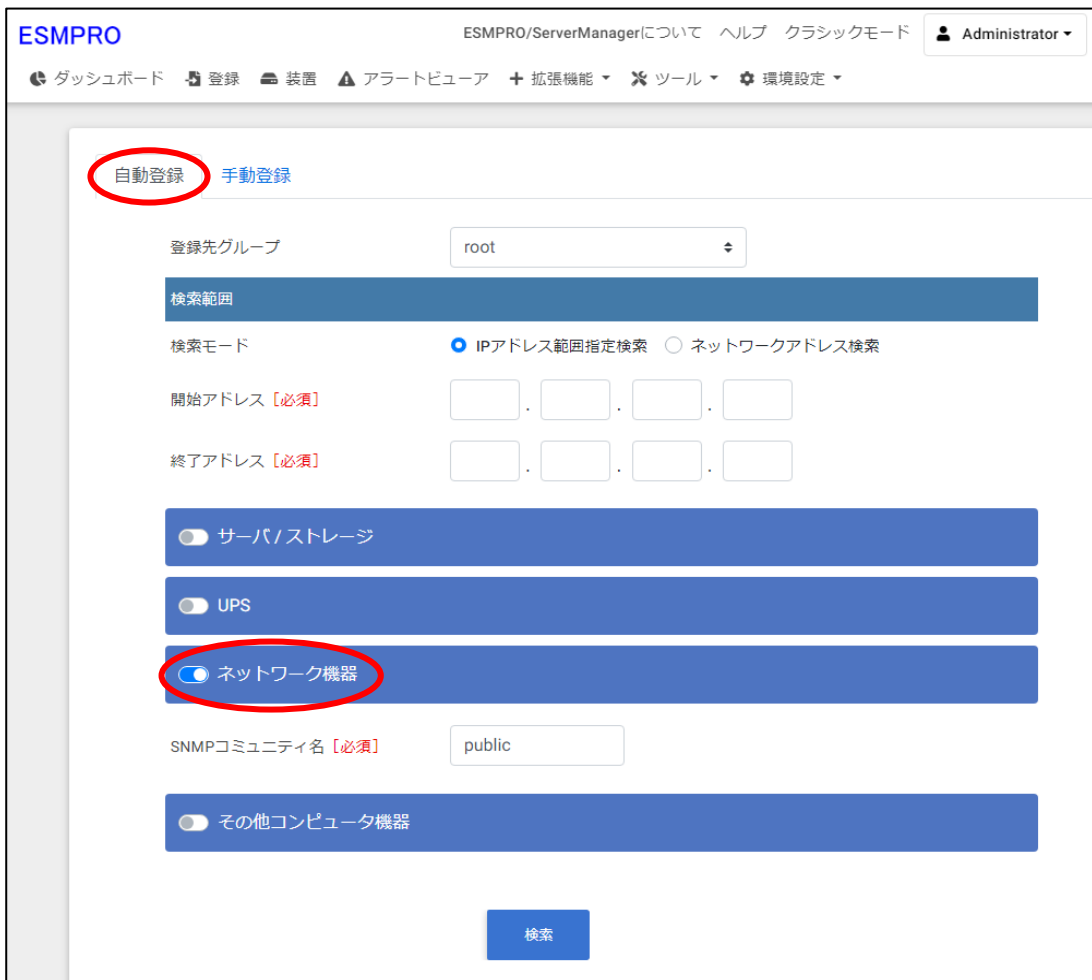 ESMPRO
ESMPRO/ServerManagerについて ヘルプ クラシックモード Administrator
ダッシュボード 登録 装置 アラートビューア 拡張機能 ツール 環境設定
自動登録 手動登録
登録先グループ root
検索範囲
検索モード IPアドレス範囲指定検索 ネットワークアドレス検索
開始アドレス [必須] . . .
終了アドレス [必須] . . .
サーバ / ストレージ
UPS
ネットワーク機器
SNMPコミュニティ名 [必須] public
その他コンピュータ機器
検索